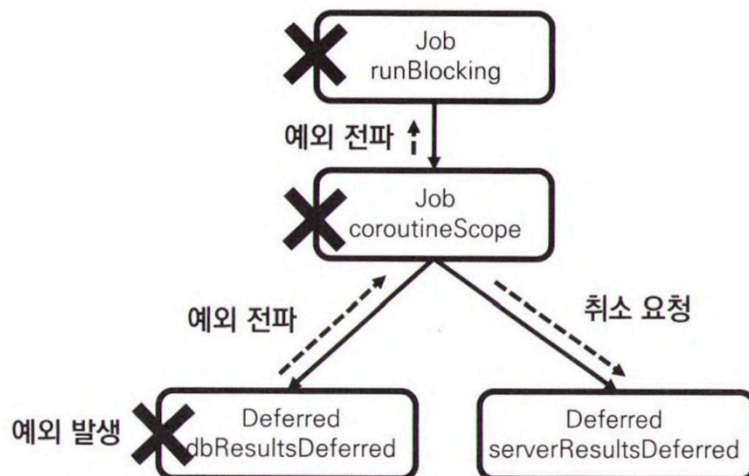 Job
runBlocking
예외 전파
Job
coroutineScope
예외 전파
취소 요청
예외 발생
Deferred
dbResultsDeferred
Deferred
serverResultsDeferred